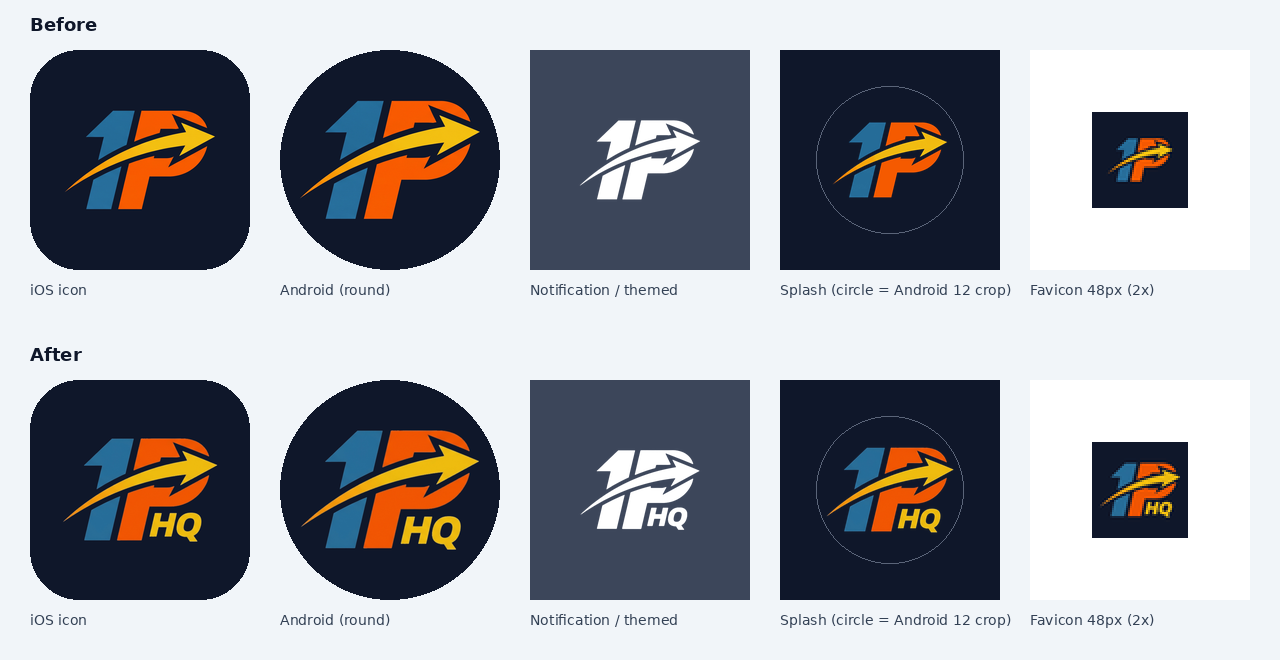 Before
1P
1P
1P
1P
1P
iOS icon
Android (round)
Notification / themed
Splash (circle = Android 12 crop)
Favicon 48px (2x)
After
1P HQ
1P HQ
1P HQ
1P HQ
1P HQ
iOS icon
Android (round)
Notification / themed
Splash (circle = Android 12 crop)
Favicon 48px (2x)